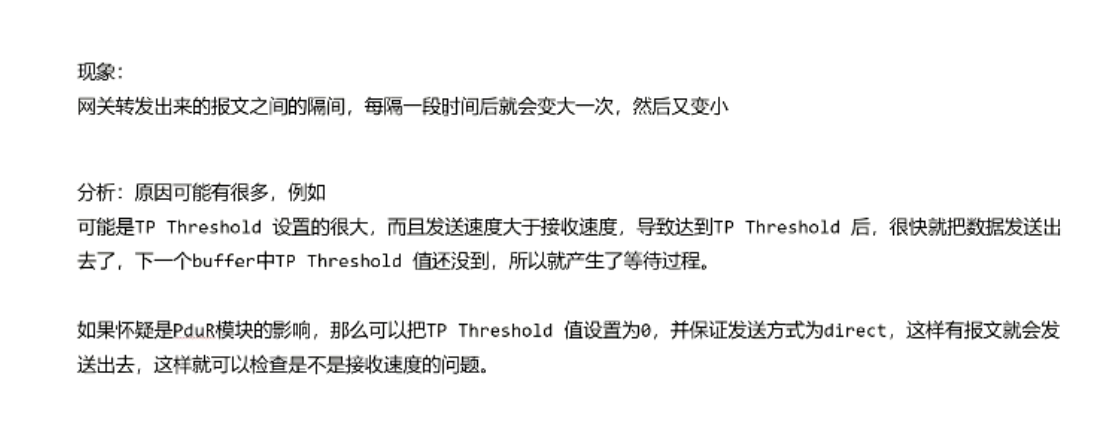 现象：
网关转发出来的报文之间的隔间，每隔一段时间后就会变大一次，然后又变小
分析：原因可能有很多，例如
可能是TP Threshold 设置的很大，而且发送速度大于接收速度，导致达到TP Threshold 后，很快就把数据发送出
去了，下一个buffer中TP Threshold 值还没到，所以就产生了等待过程。
如果怀疑是PduR模块的影响，那么可以把TP Threshold 值设置为0，并保证发送方式为direct，这样有报文就会发
送出去，这样就可以检查是不是接收速度的问题。